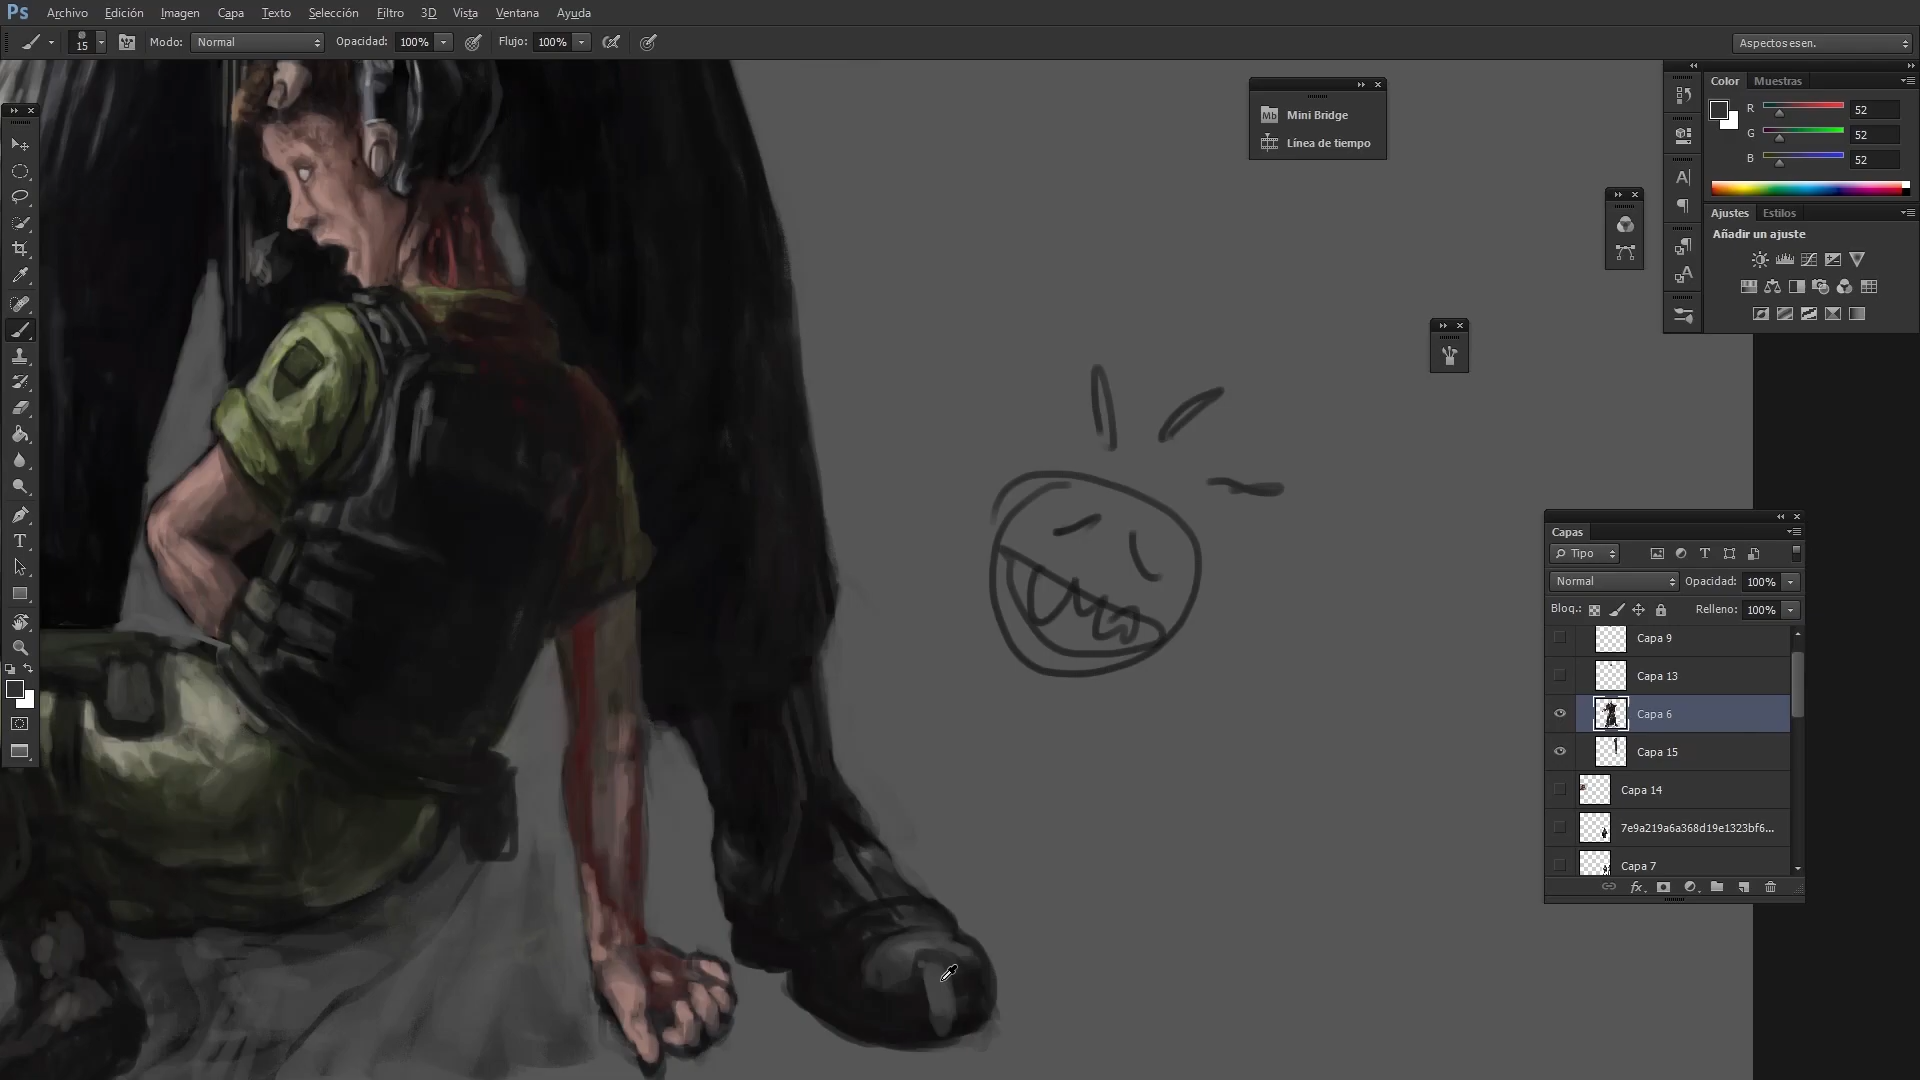 Ps Archivo Edición Imagen Capa Texto Selección Filtro 3D Vista Ventana Ayuda
15 Modo: Normal Opacidad: 100% Flujo: 100% Aspectos esen.
Mb Mini Bridge
Línea de tiempo
Color Muestras
R 52
G 52
B 52
Ajustes Estilos
Añadir un ajuste
Capas
Tipo
Normal Opacidad: 100%
Bloq.: Relleno: 100%
Capa 9
Capa 13
Capa 6
Capa 15
Capa 14
7e9a219a6a368d19e1323bf6...
Capa 7
fx